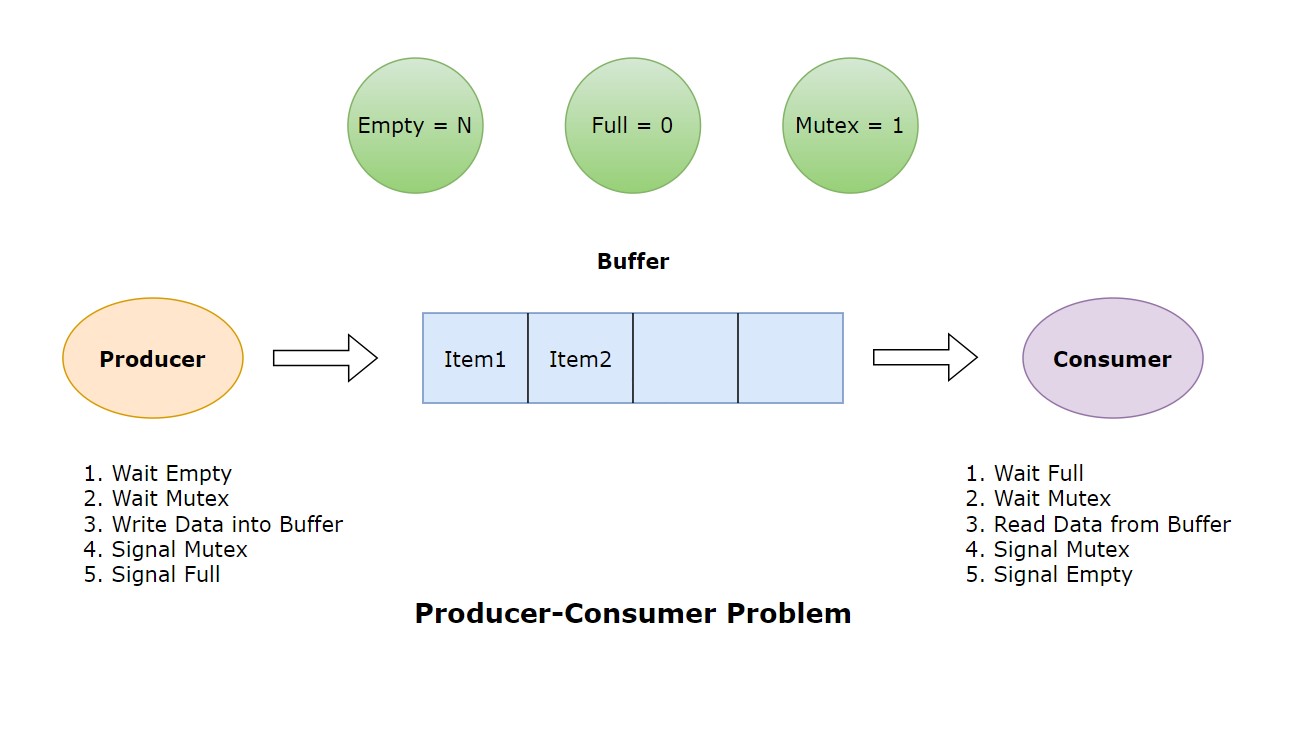 Empty = N
Full = 0
Mutex = 1
Buffer
Producer
Item1
Item2
Consumer
1. Wait Empty
2. Wait Mutex
3. Write Data into Buffer
4. Signal Mutex
5. Signal Full
1. Wait Full
2. Wait Mutex
3. Read Data from Buffer
4. Signal Mutex
5. Signal Empty
Producer-Consumer Problem